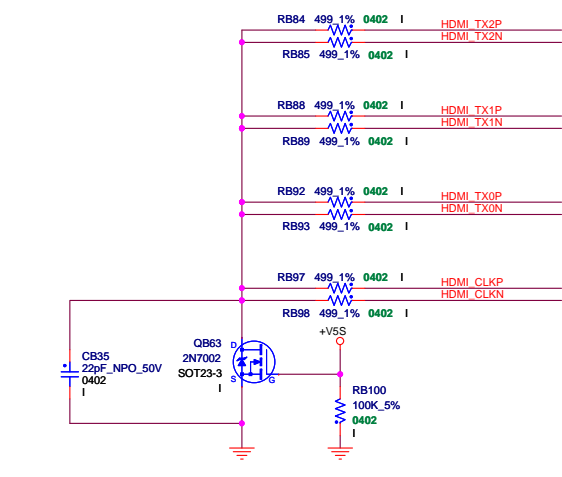 RB84 499_1% 0402 I
HDMI_TX2P
HDMI_TX2N
RB85 499_1% 0402 I
RB88 499_1% 0402 I
HDMI_TX1P
HDMI_TX1N
RB89 499_1% 0402 I
RB92 499_1% 0402 I
HDMI_TX0P
HDMI_TX0N
RB93 499_1% 0402 I
RB97 499_1% 0402 I
HDMI_CLKP
HDMI_CLKN
RB98 499_1% 0402 I
+V5S
QB63
2N7002
SOT23-3
I
D
S
G
CB35
22pF_NPO_50V
0402
I
RB100
100K_5%
0402
I